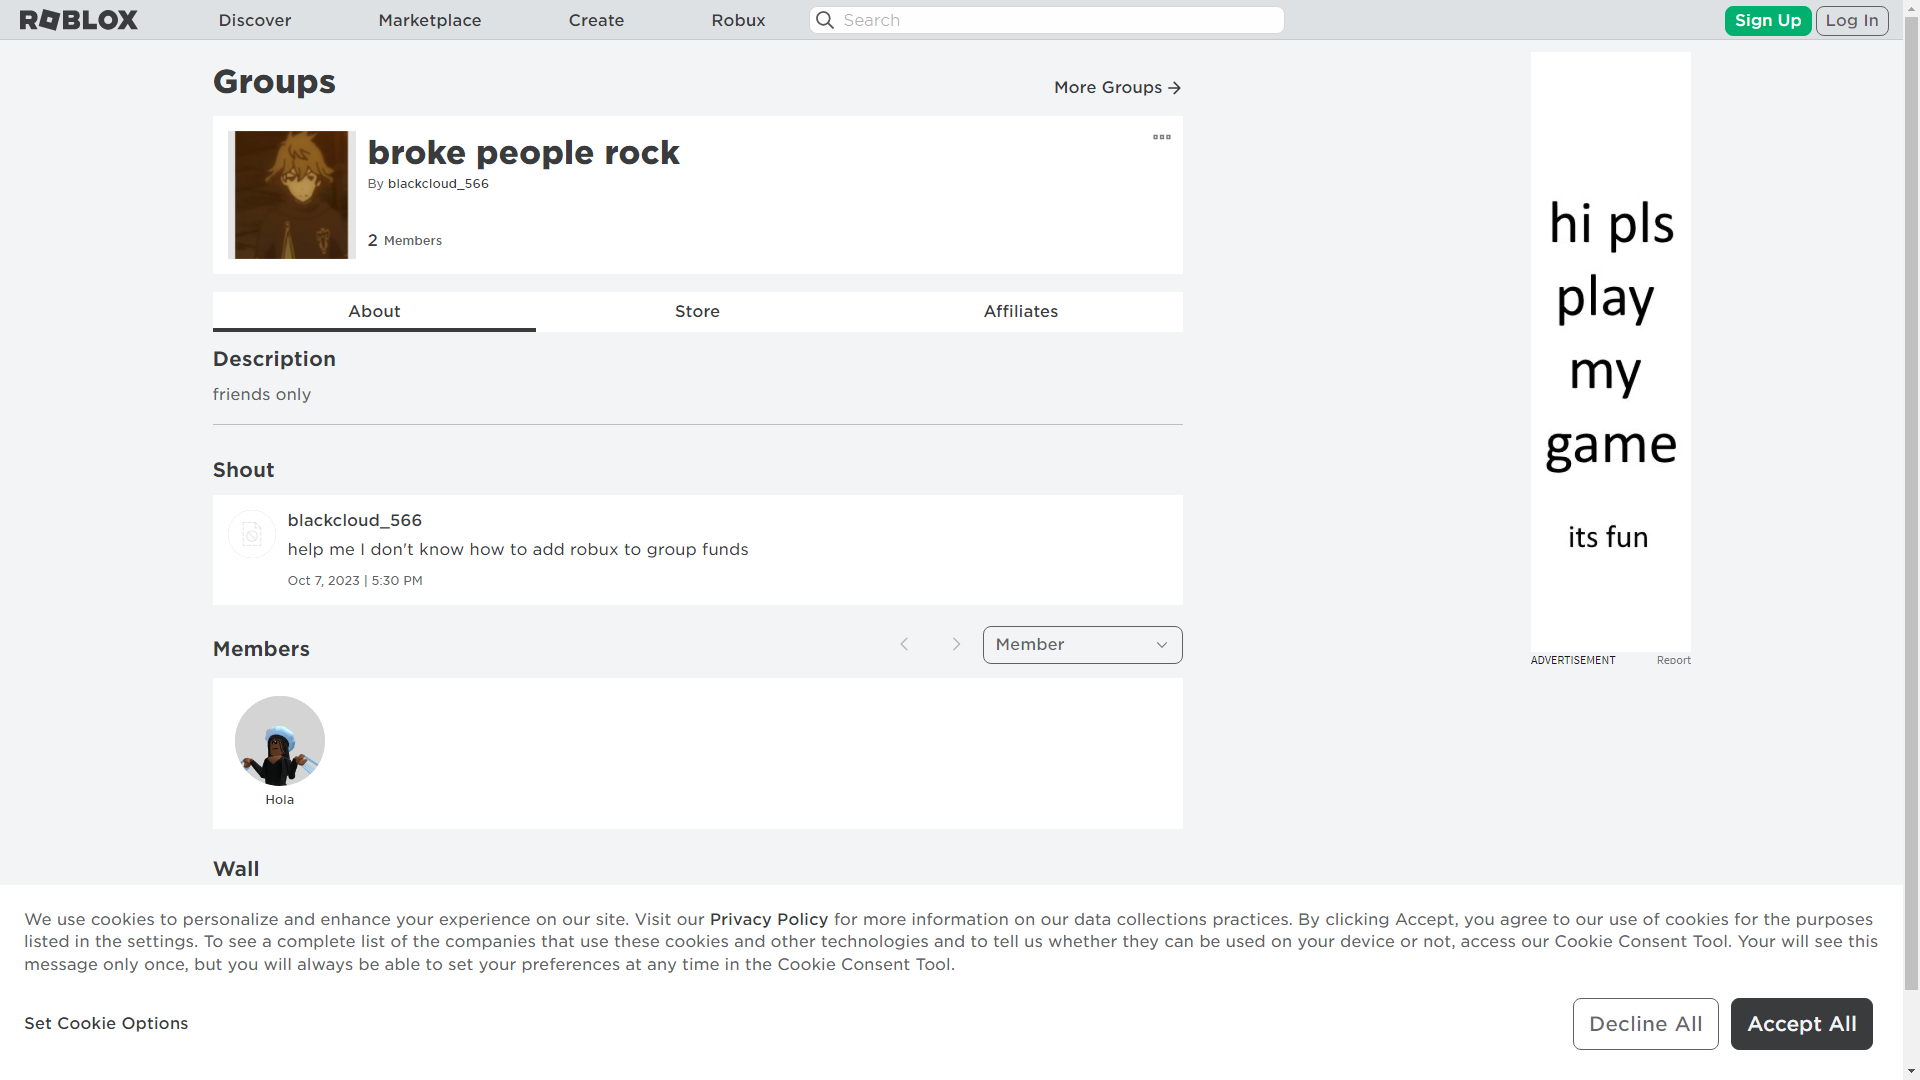 ROBLOX
Discover
Marketplace
Create
Robux
Search
Sign Up
Log In
Groups
More Groups
broke people rock
By blackcloud_566
2 Members
About
Store
Affiliates
Description
friends only
Shout
blackcloud_566
help me I don't know how to add robux to group funds
Oct 7, 2023 | 5:30 PM
Members
Member
Hola
Wall
hi pls
play
my
game
its fun
ADVERTISEMENT
Report
We use cookies to personalize and enhance your experience on our site. Visit our Privacy Policy for more information on our data collections practices. By clicking Accept, you agree to our use of cookies for the purposes
listed in the settings. To see a complete list of the companies that use these cookies and other technologies and to tell us whether they can be used on your device or not, access our Cookie Consent Tool. Your will see this
message only once, but you will always be able to set your preferences at any time in the Cookie Consent Tool.
Set Cookie Options
Decline All
Accept All